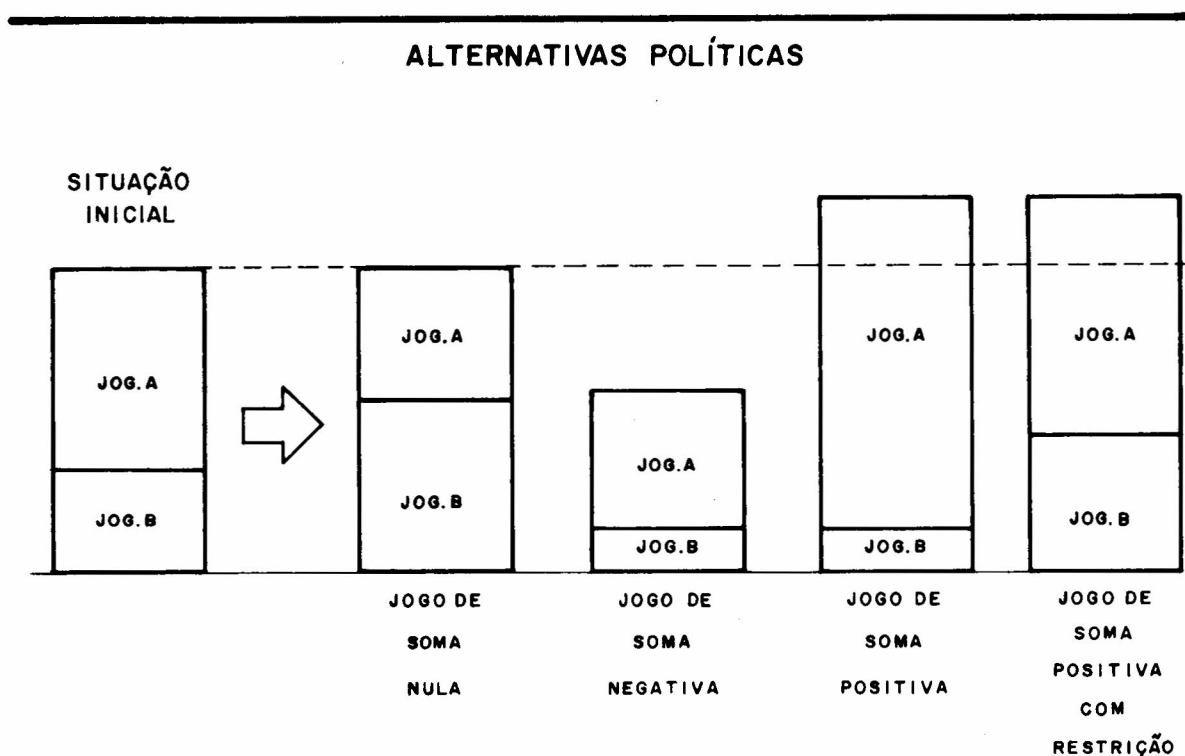 ALTERNATIVAS POLÍTICAS
SITUAÇÃO
INICIAL
JOG.A
JOG.B
JOG.A
JOG.B
JOG.A
JOG.B
JOG.A
JOG.B
JOG.A
JOG.B
JOGO DE
SOMA
NULA
JOGO DE
SOMA
NEGATIVA
JOGO DE
SOMA
POSITIVA
JOGO DE
SOMA
POSITIVA
COM
RESTRIÇÃO